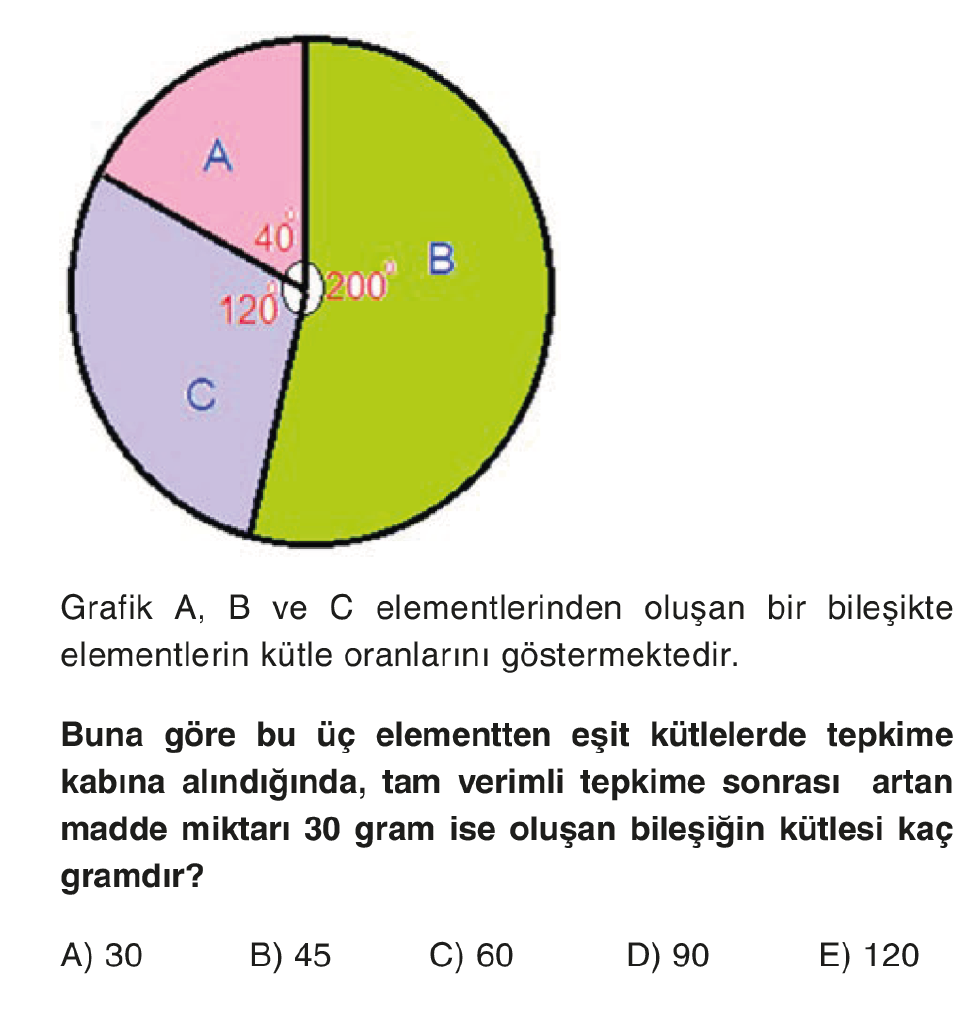 A
40°
B
200°
120°
C
Grafik A, B ve C elementlerinden oluşan bir bileşikte
elementlerin kütle oranlarını göstermektedir.
Buna göre bu üç elementten eşit kütlelerde tepkime
kabına alındığında, tam verimli tepkime sonrası artan
madde miktarı 30 gram ise oluşan bileşiğin kütlesi kaç
gramdır?
A) 30 B) 45 C) 60 D) 90 E) 120